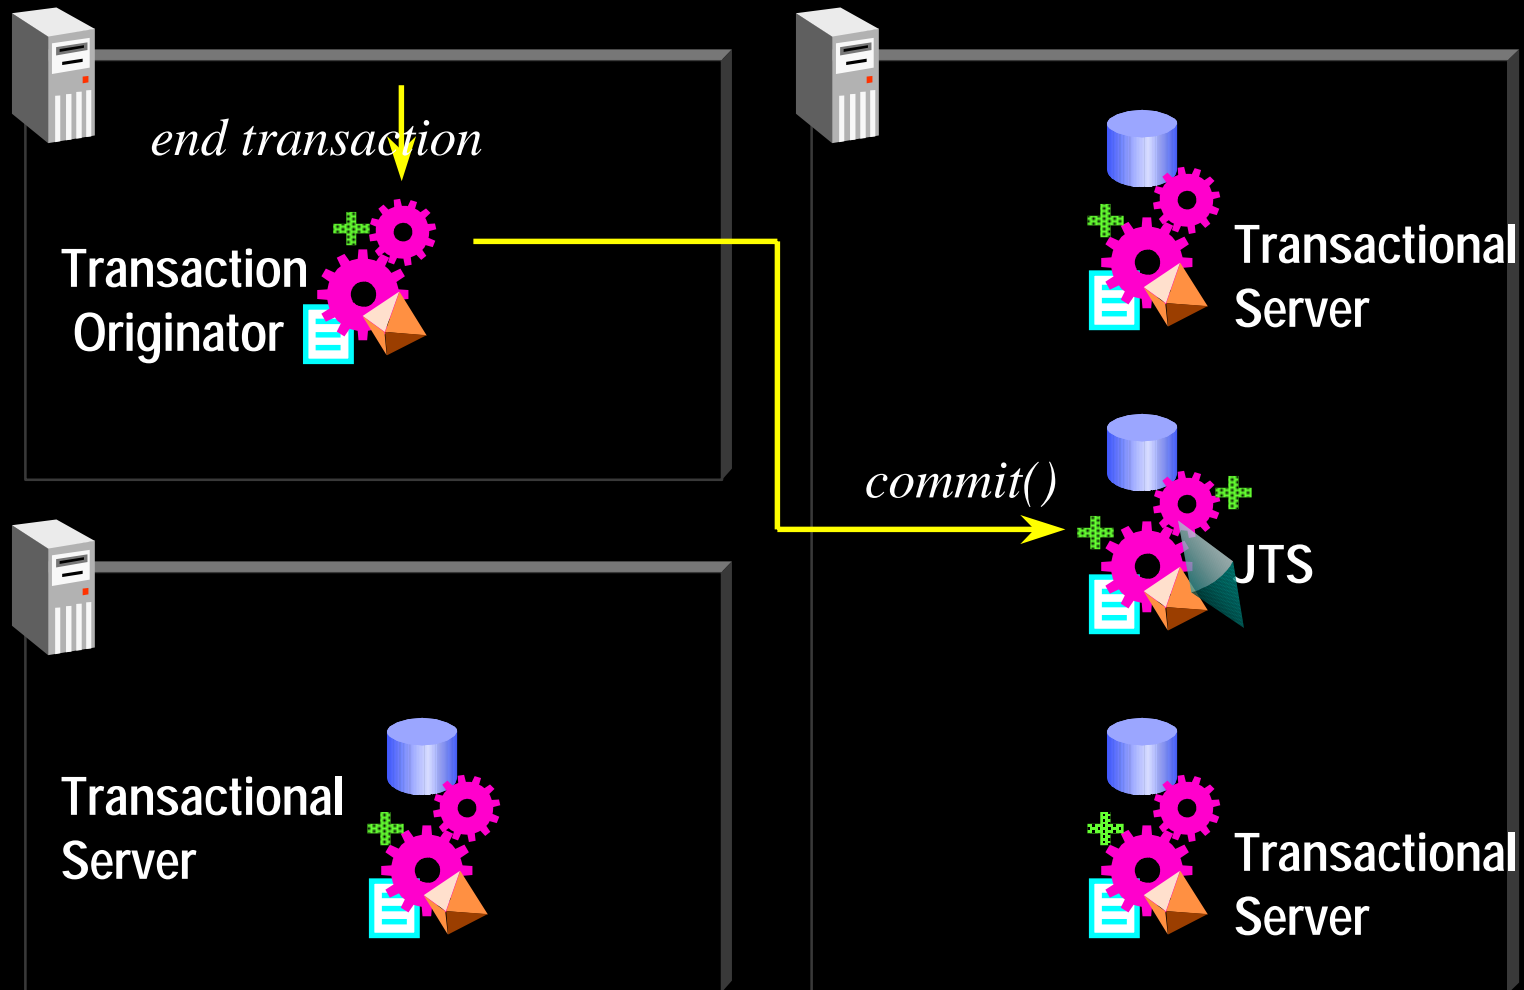 end transaction
Transaction
Originator
Transactional
Server
commit()
JTS
Transactional
Server
Transactional
Server